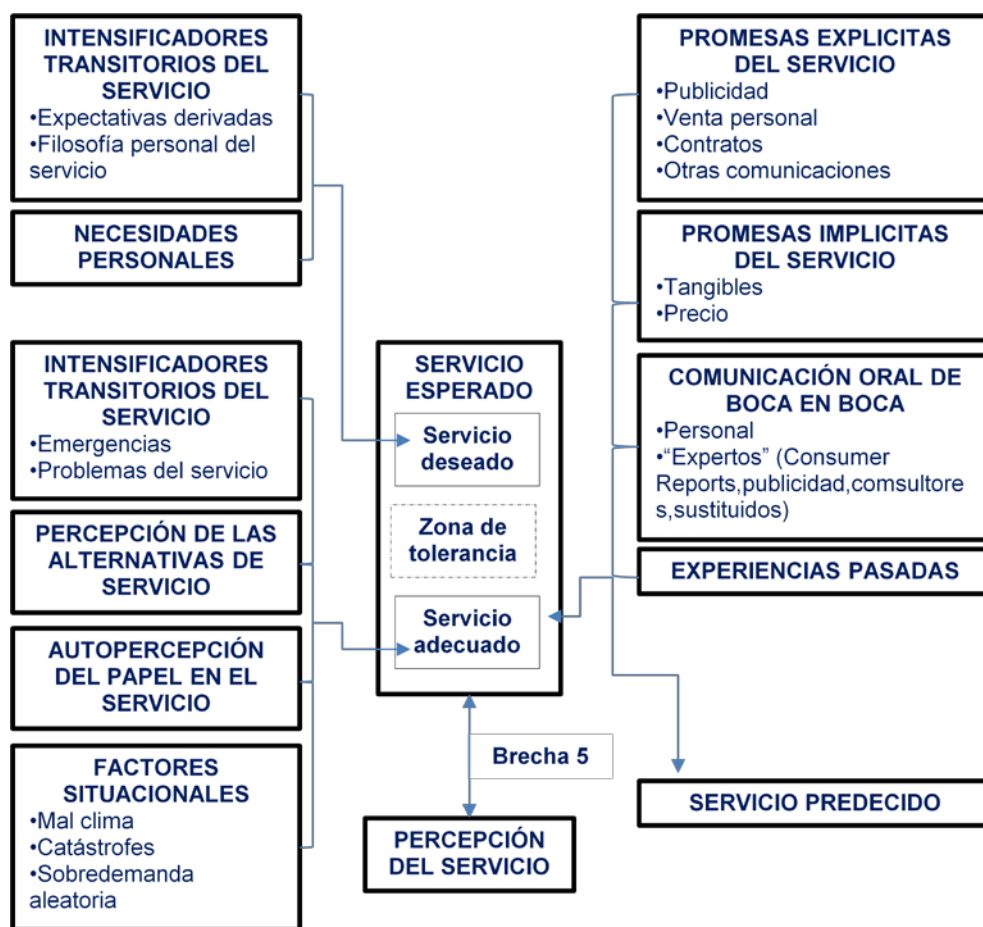 INTENSIFICADORES
TRANSITORIOS DEL
SERVICIO
•Expectativas derivadas
•Filosofía personal del
servicio
NECESIDADES
PERSONALES
INTENSIFICADORES
TRANSITORIOS DEL
SERVICIO
•Emergencias
•Problemas del servicio
PERCEPCIÓN DE LAS
ALTERNATIVAS DE
SERVICIO
AUTOPERCEPCIÓN
DEL PAPEL EN EL
SERVICIO
FACTORES
SITUACIONALES
•Mal clima
•Catástrofes
•Sobredemanda
aleatoria
SERVICIO
ESPERADO
Servicio
deseado
Zona de
tolerancia
Servicio
adecuado
Brecha 5
PERCEPCIÓN
DEL SERVICIO
PROMESAS EXPLICITAS
DEL SERVICIO
•Publicidad
•Venta personal
•Contratos
•Otras comunicaciones
PROMESAS IMPLICITAS
DEL SERVICIO
•Tangibles
•Precio
COMUNICACIÓN ORAL DE
BOCA EN BOCA
•Personal
•“Expertos” (Consumer
Reports,publicidad,comsultore
s,sustituidos)
EXPERIENCIAS PASADAS
SERVICIO PREDECIDO